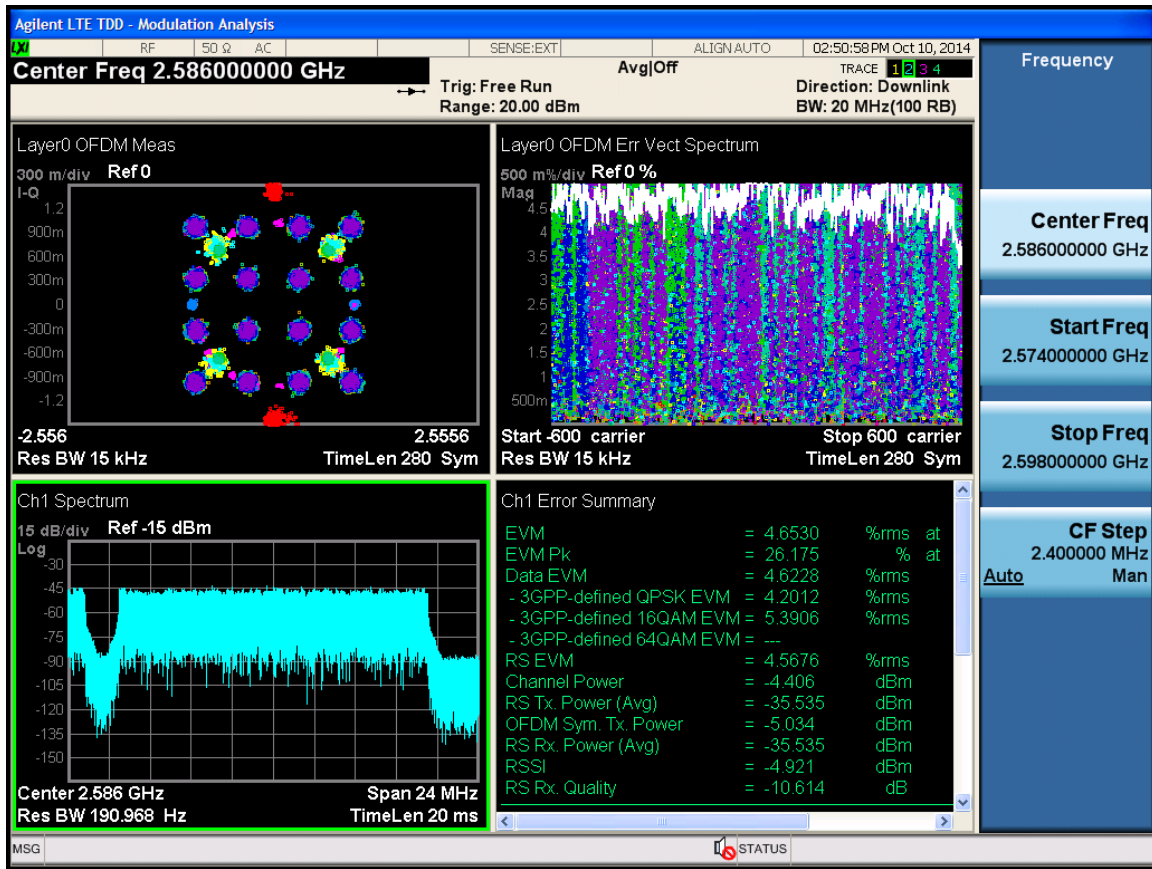 Agilent LTE TDD - Modulation Analysis
LXI RF 50 Ω AC SENSE:EXT ALIGN AUTO 02:50:58 PM Oct 10, 2014
Center Freq 2.586000000 GHz
Avg|Off
TRACE 1 2 3 4
Trig: Free Run
Direction: Downlink
Range: 20.00 dBm
BW: 20 MHz(100 RB)
Layer0 OFDM Meas
300 m/div Ref 0
I-Q
1.2
900m
600m
300m
0
-300m
-600m
-900m
-1.2
-2.556 2.5556
Res BW 15 kHz TimeLen 280 Sym
Layer0 OFDM Err Vect Spectrum
500 m%/div Ref 0 %
Mag
4.5
4
3.5
3
2.5
2
1.5
1
500m
Start -600 carrier Stop 600 carrier
Res BW 15 kHz TimeLen 280 Sym
Ch1 Spectrum
15 dB/div Ref -15 dBm
Log
-30
-45
-60
-75
-90
-105
-120
-135
-150
Center 2.586 GHz Span 24 MHz
Res BW 190.968 Hz TimeLen 20 ms
Ch1 Error Summary
EVM = 4.6530 %rms at
EVM Pk = 26.175 % at
Data EVM = 4.6228 %rms
- 3GPP-defined QPSK EVM = 4.2012 %rms
- 3GPP-defined 16QAM EVM = 5.3906 %rms
- 3GPP-defined 64QAM EVM = ---
RS EVM = 4.5676 %rms
Channel Power = -4.406 dBm
RS Tx. Power (Avg) = -35.535 dBm
OFDM Sym. Tx. Power = -5.034 dBm
RS Rx. Power (Avg) = -35.535 dBm
RSSI = -4.921 dBm
RS Rx. Quality = -10.614 dB
Frequency
Center Freq
2.586000000 GHz
Start Freq
2.574000000 GHz
Stop Freq
2.598000000 GHz
CF Step
2.400000 MHz
Auto Man
MSG STATUS